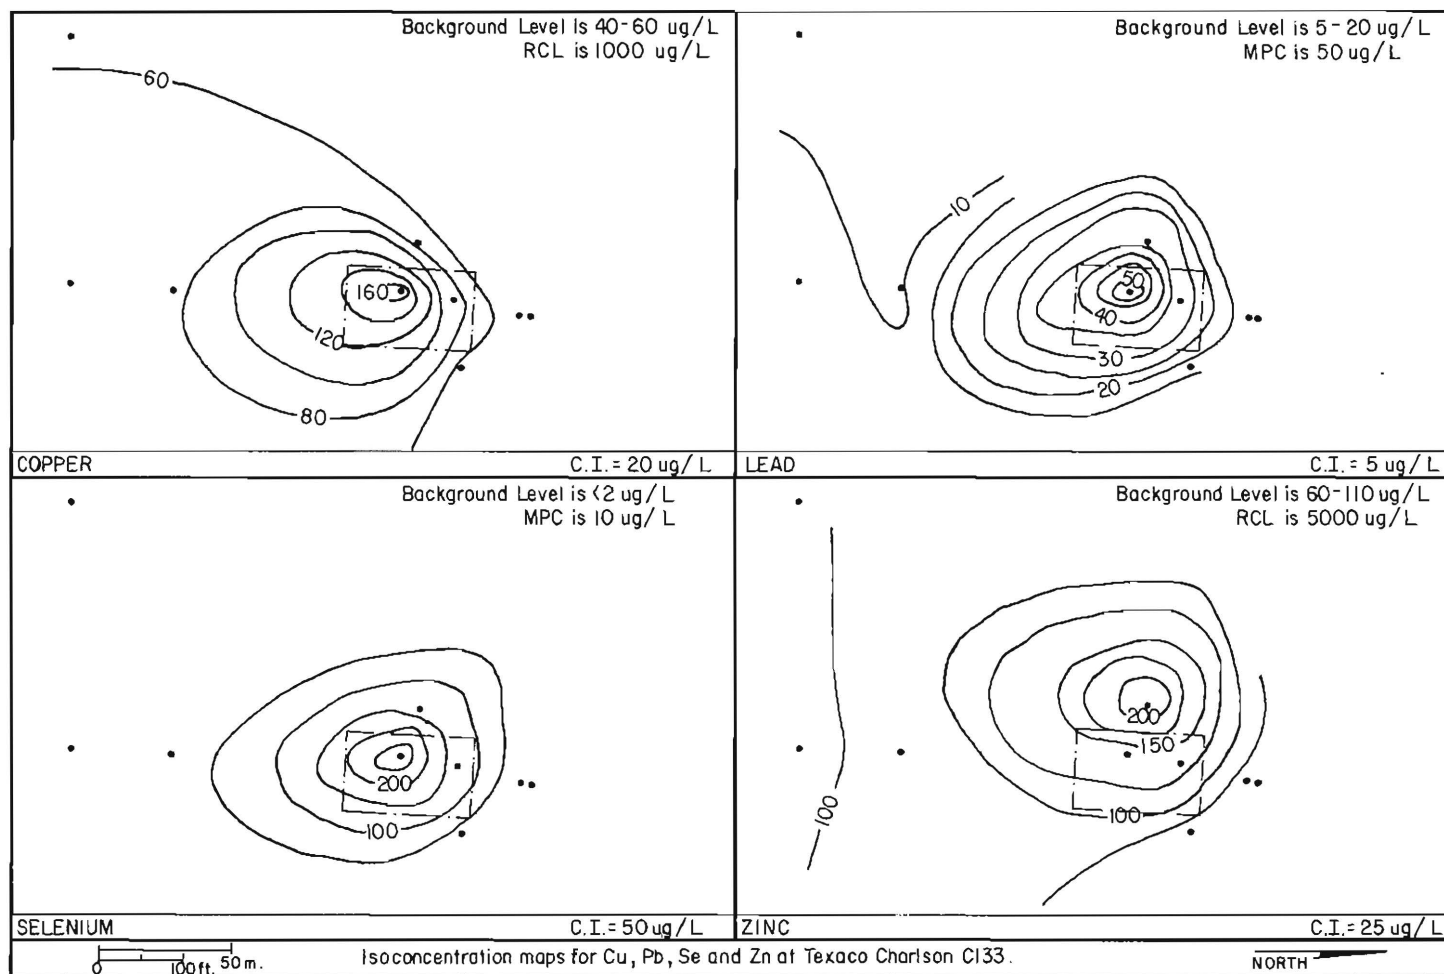 Background Level is 40-60 ug/L
RCL is 1000 ug/L
60
160
120
80
COPPER
C.I.= 20 ug/L
Background Level is 5-20 ug/L
MPC is 50 ug/L
10
50
40
30
20
LEAD
C.I.= 5 ug/L
Background Level is <2 ug/L
MPC is 10 ug/L
200
100
SELENIUM
C.I.= 50 ug/L
Background Level is 60-110 ug/L
RCL is 5000 ug/L
200
150
100
100
ZINC
C.I.= 25 ug/L
0
100 ft.
50 m.
Isoconcentration maps for Cu, Pb, Se and Zn at Texaco Charlson C133.
NORTH